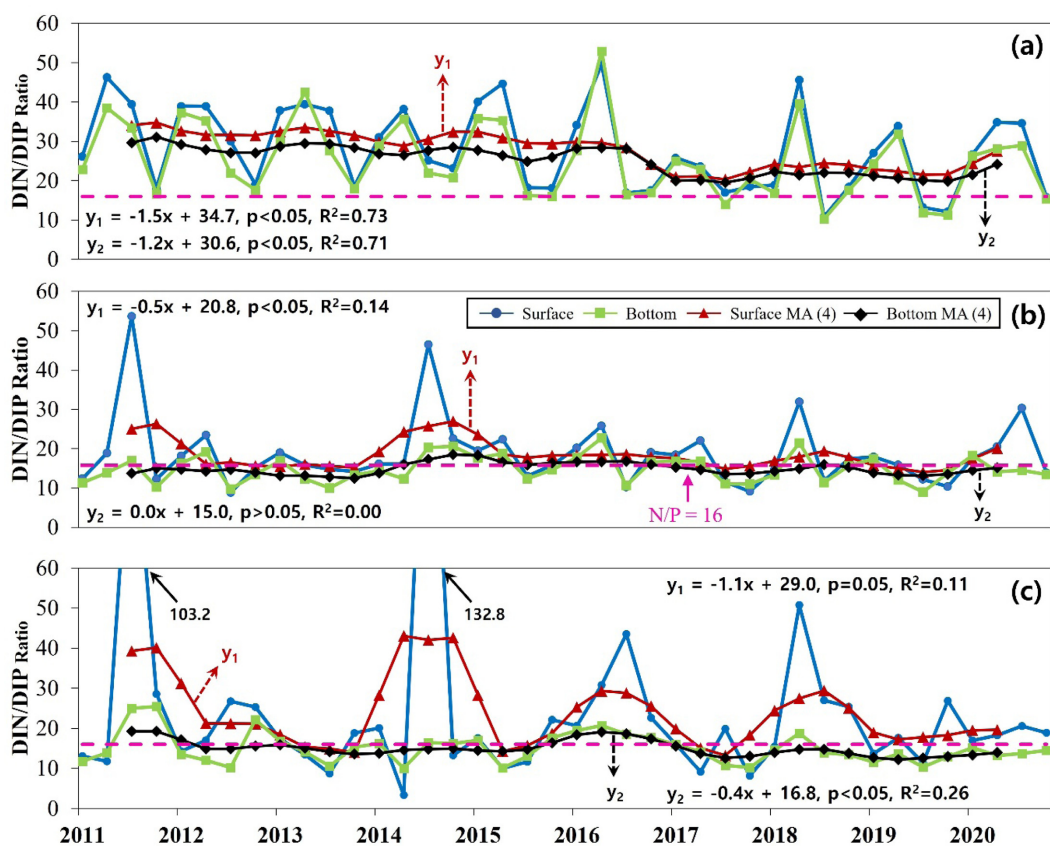 60
(a)
50
y₁
40
30
20
10
y₁ = -1.5x + 34.7, p<0.05, R²=0.73
y₂ = -1.2x + 30.6, p<0.05, R²=0.71
y₂
0
DIN/DIP Ratio
60
y₁ = -0.5x + 20.8, p<0.05, R²=0.14
(b)
Surface Bottom Surface MA (4) Bottom MA (4)
50
y₁
40
30
20
10
N/P = 16
y₂ = 0.0x + 15.0, p>0.05, R²=0.00
y₂
0
DIN/DIP Ratio
60
y₁ = -1.1x + 29.0, p=0.05, R²=0.11
(c)
103.2
132.8
50
40
y₁
30
20
10
y₂
y₂ = -0.4x + 16.8, p<0.05, R²=0.26
0
DIN/DIP Ratio
2011 2012 2013 2014 2015 2016 2017 2018 2019 2020